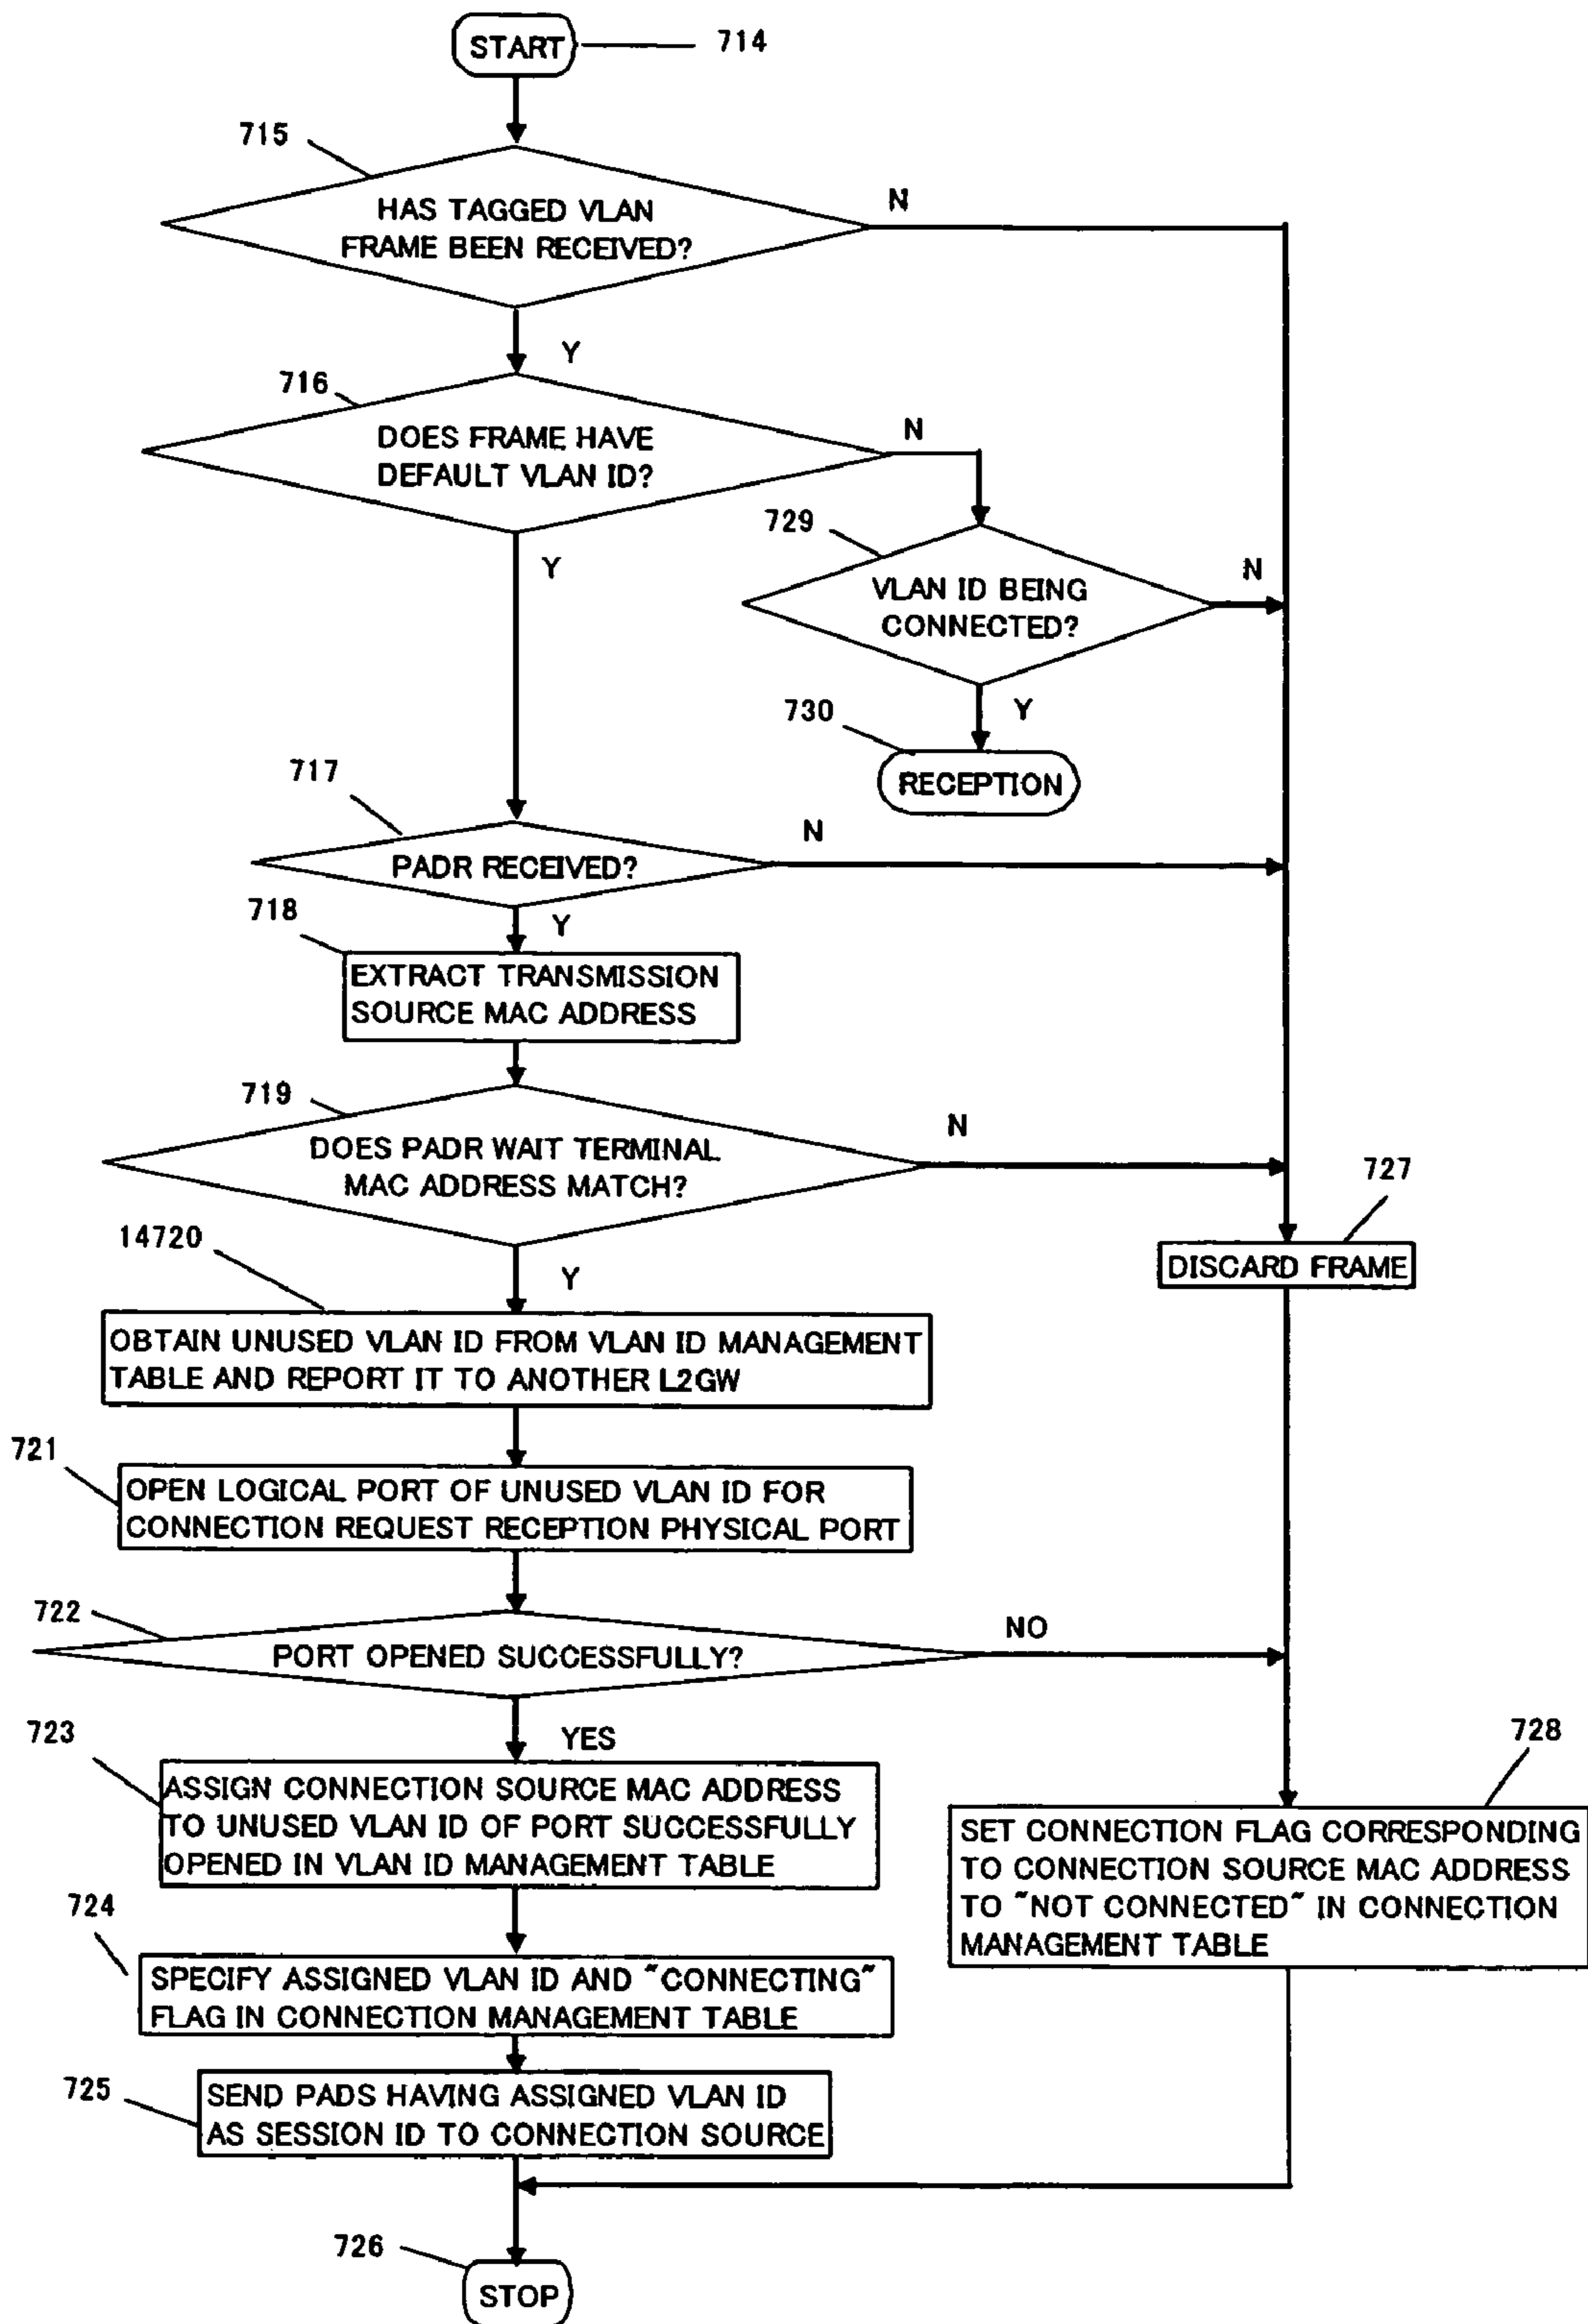 START
714
715
HAS TAGGED VLAN
FRAME BEEN RECEIVED?
N
Y
716
DOES FRAME HAVE
DEFAULT VLAN ID?
N
Y
729
VLAN ID BEING
CONNECTED?
N
Y
730
RECEPTION
717
PADR RECEIVED?
N
Y
718
EXTRACT TRANSMISSION
SOURCE MAC ADDRESS
719
DOES PADR WAIT TERMINAL
MAC ADDRESS MATCH?
N
Y
727
DISCARD FRAME
14720
OBTAIN UNUSED VLAN ID FROM VLAN ID MANAGEMENT
TABLE AND REPORT IT TO ANOTHER L2GW
721
OPEN LOGICAL PORT OF UNUSED VLAN ID FOR
CONNECTION REQUEST RECEPTION PHYSICAL PORT
722
PORT OPENED SUCCESSFULLY?
NO
YES
723
ASSIGN CONNECTION SOURCE MAC ADDRESS
TO UNUSED VLAN ID OF PORT SUCCESSFULLY
OPENED IN VLAN ID MANAGEMENT TABLE
728
SET CONNECTION FLAG CORRESPONDING
TO CONNECTION SOURCE MAC ADDRESS
TO "NOT CONNECTED" IN CONNECTION
MANAGEMENT TABLE
724
SPECIFY ASSIGNED VLAN ID AND "CONNECTING"
FLAG IN CONNECTION MANAGEMENT TABLE
725
SEND PADS HAVING ASSIGNED VLAN ID
AS SESSION ID TO CONNECTION SOURCE
726
STOP